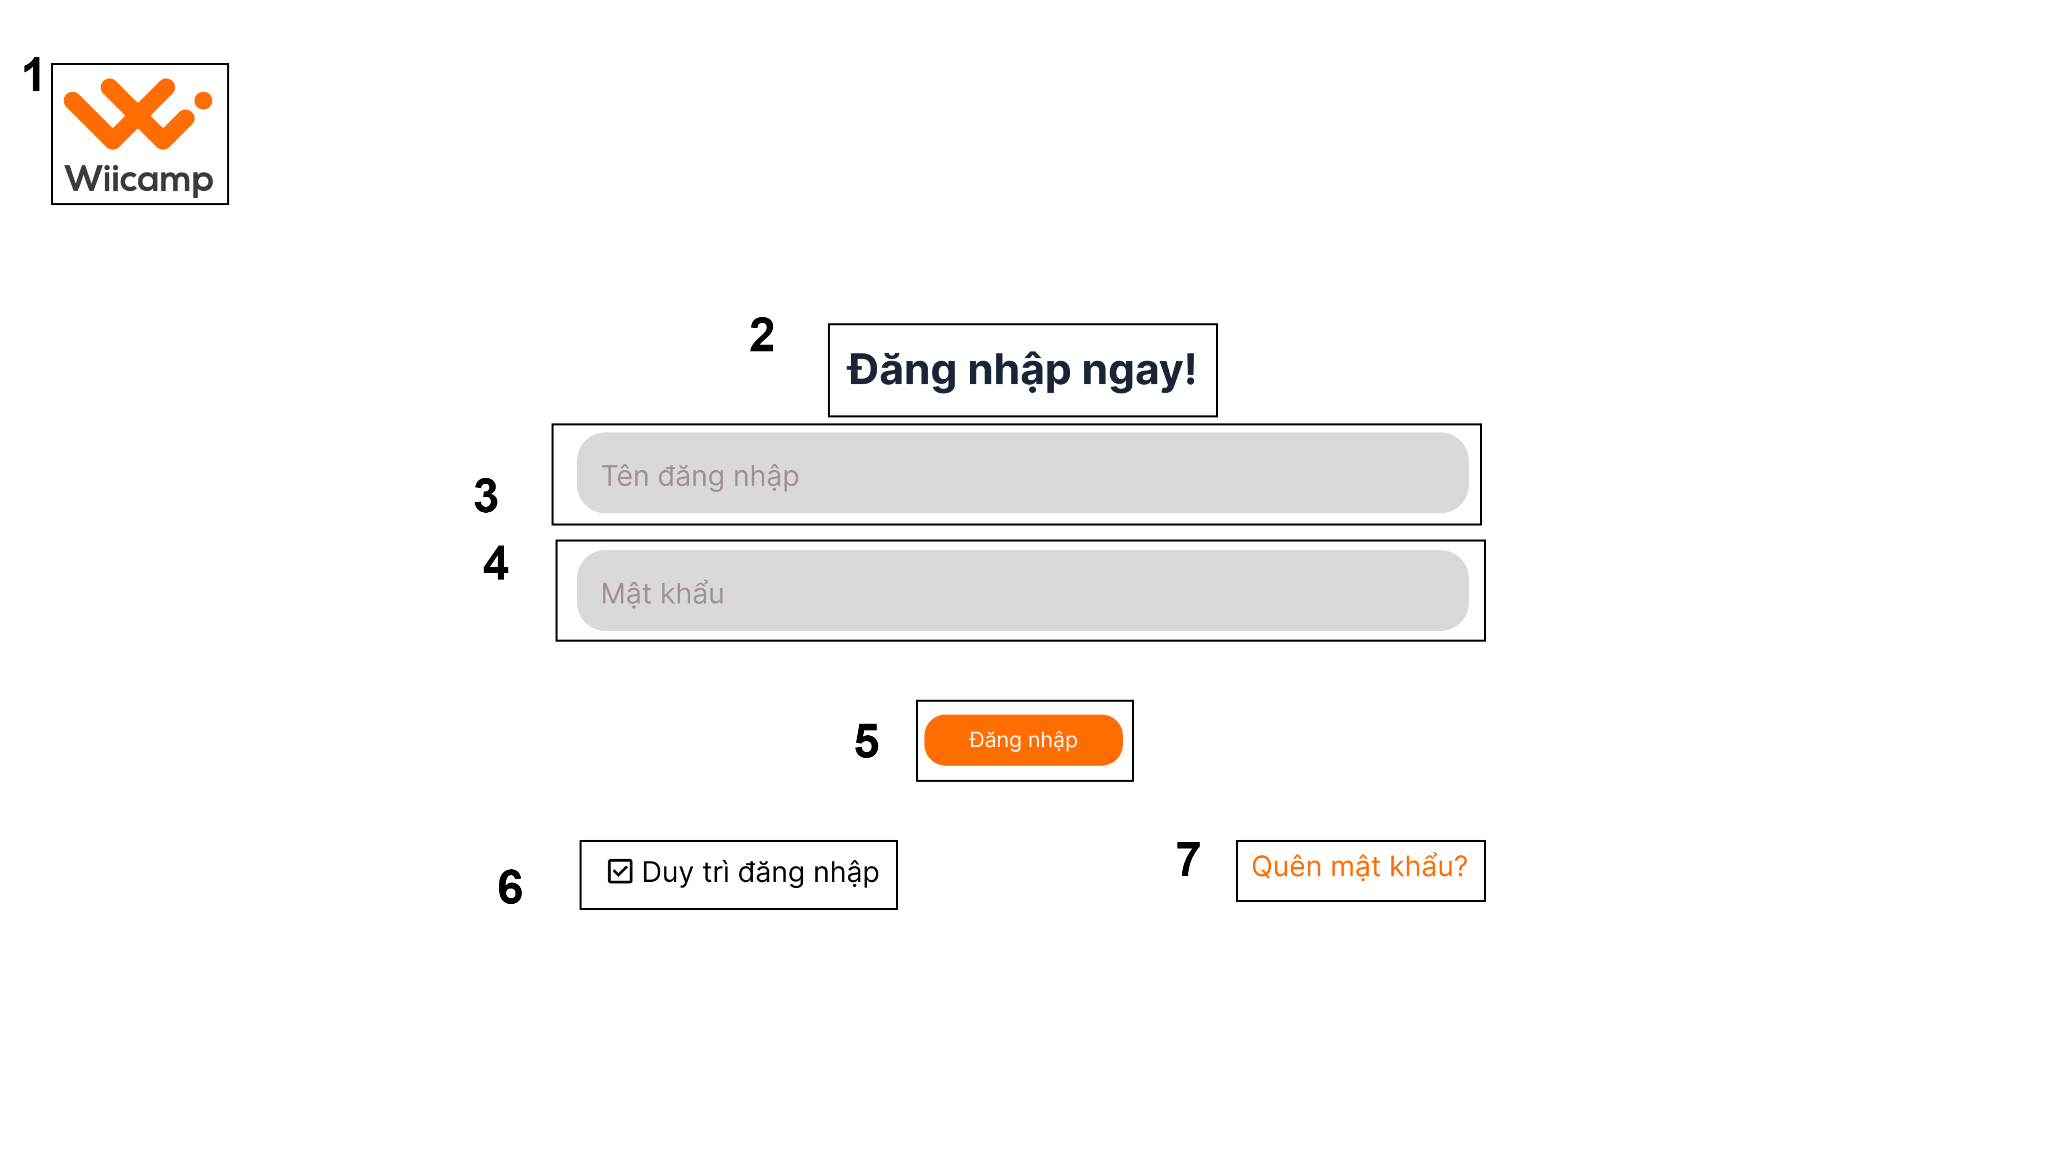 1
Wiicamp
2
Đăng nhập ngay!
3
Tên đăng nhập
4
Mật khẩu
5
Đăng nhập
6
Duy trì đăng nhập
7
Quên mật khẩu?